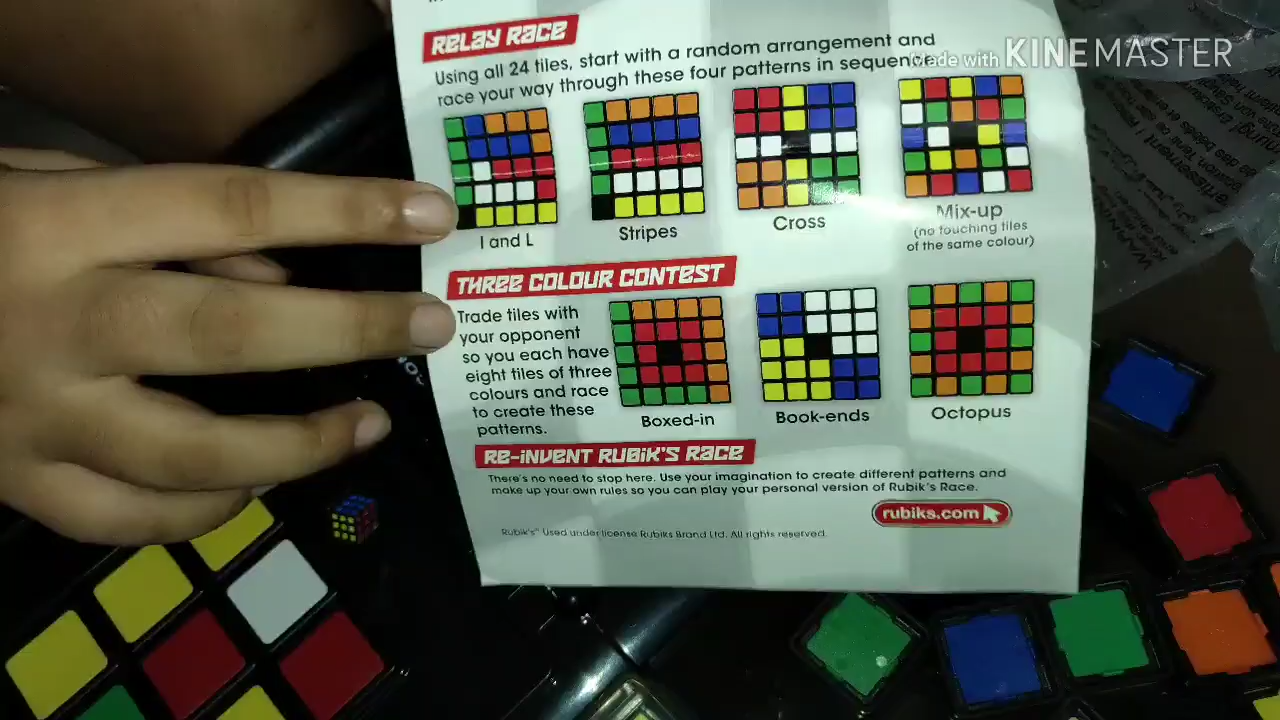 RELAY RACE
Using all 24 tiles, start with a random arrangement and
race your way through these four patterns in sequence
Made with KINEMASTER
I and L
Stripes
Cross
Mix-up
(no touching tiles
of the same colour)
THREE COLOUR CONTEST
Trade tiles with
your opponent
so you each have
eight tiles of three
colours and race
to create these
patterns.
Boxed-in
Book-ends
Octopus
RE-INVENT RUBIK'S RACE
There's no need to stop here. Use your imagination to create different patterns and
make up your own rules so you can play your personal version of Rubik's Race.
rubiks.com
Rubik's® Used under license Rubiks Brand Ltd. All rights reserved.